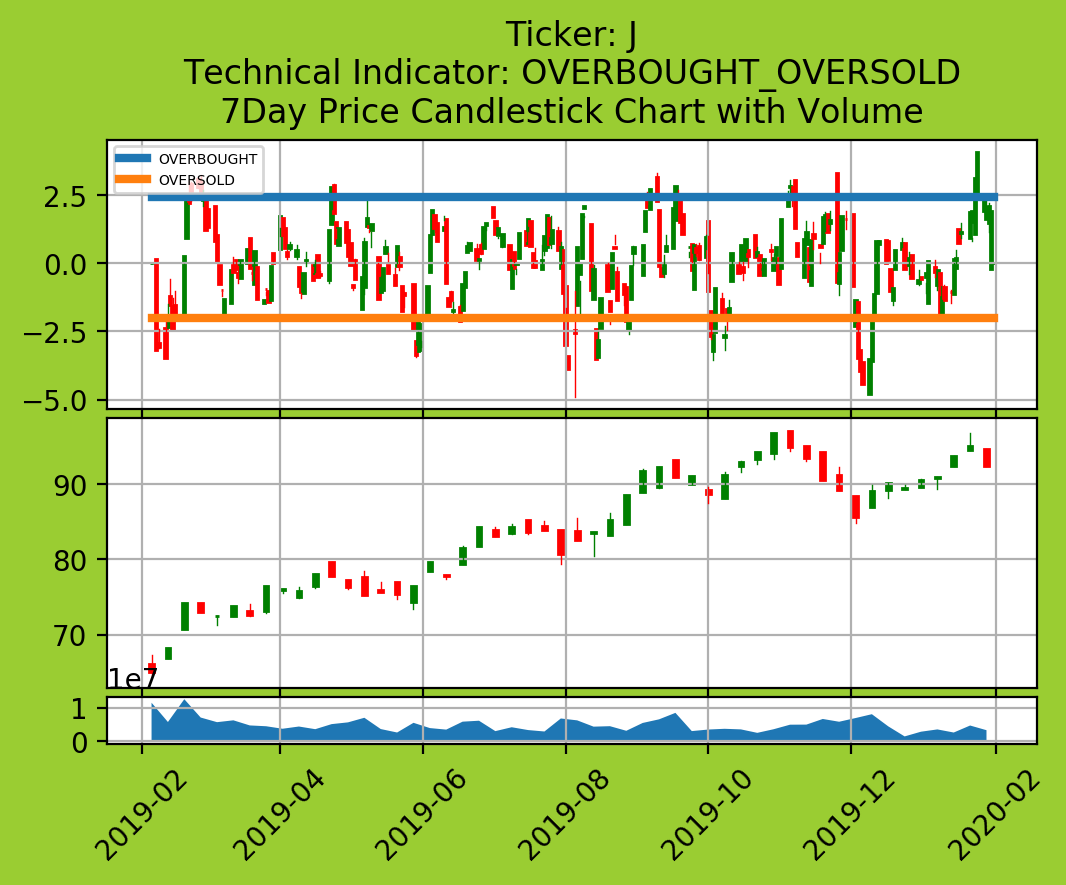 Ticker: J
Technical Indicator: OVERBOUGHT_OVERSOLD
7Day Price Candlestick Chart with Volume
OVERBOUGHT
OVERSOLD
2.5
0.0
−2.5
−5.0
90
80
70
1e7
1
0
2019-02
2019-04
2019-06
2019-08
2019-10
2019-12
2020-02